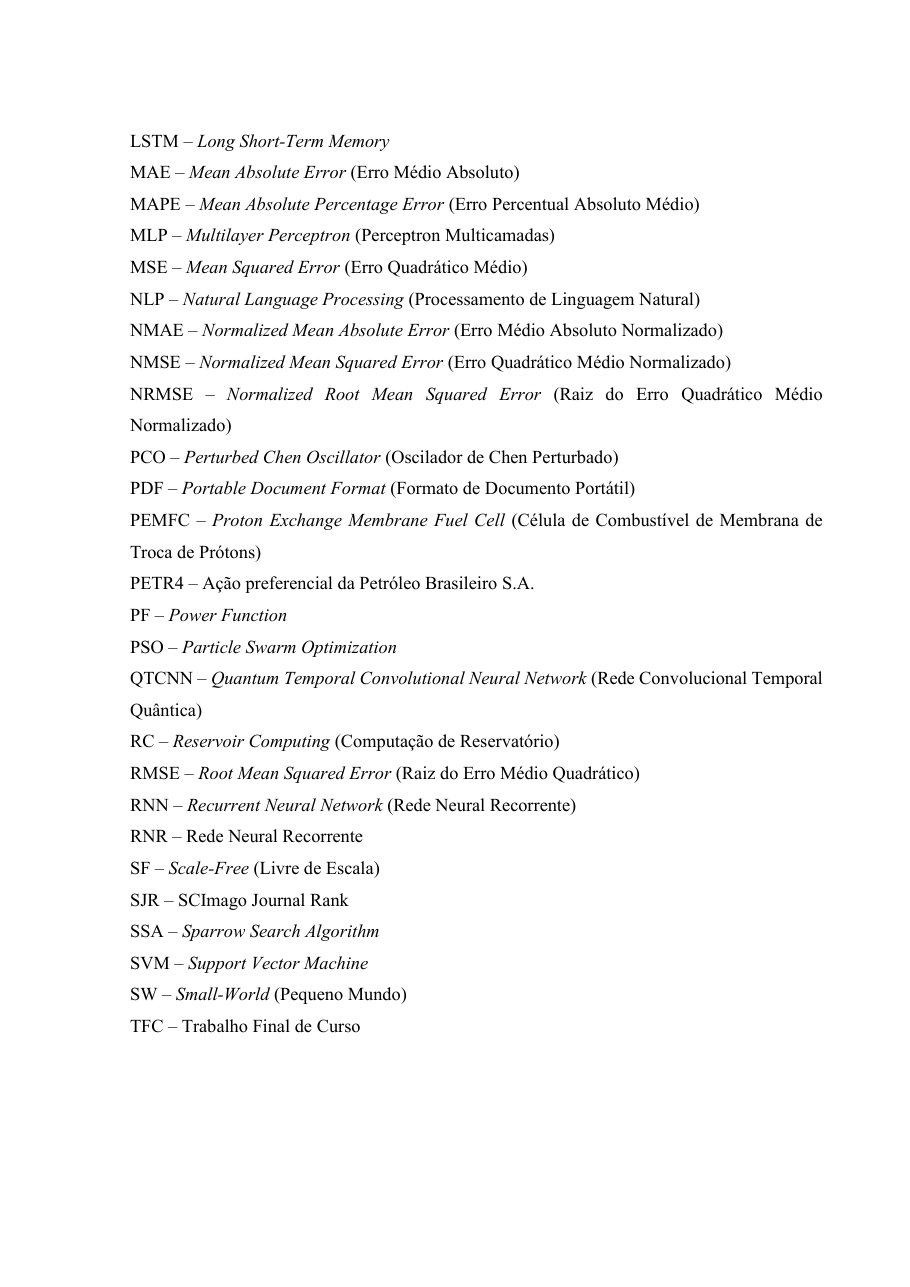 LSTM – Long Short-Term Memory
MAE – Mean Absolute Error (Erro Médio Absoluto)
MAPE – Mean Absolute Percentage Error (Erro Percentual Absoluto Médio)
MLP – Multilayer Perceptron (Perceptron Multicamadas)
MSE – Mean Squared Error (Erro Quadrático Médio)
NLP – Natural Language Processing (Processamento de Linguagem Natural)
NMAE – Normalized Mean Absolute Error (Erro Médio Absoluto Normalizado)
NMSE – Normalized Mean Squared Error (Erro Quadrático Médio Normalizado)
NRMSE – Normalized Root Mean Squared Error (Raiz do Erro Quadrático Médio
Normalizado)
PCO – Perturbed Chen Oscillator (Oscilador de Chen Perturbado)
PDF – Portable Document Format (Formato de Documento Portátil)
PEMFC – Proton Exchange Membrane Fuel Cell (Célula de Combustível de Membrana de
Troca de Prótons)
PETR4 – Ação preferencial da Petróleo Brasileiro S.A.
PF – Power Function
PSO – Particle Swarm Optimization
QTCNN – Quantum Temporal Convolutional Neural Network (Rede Convolucional Temporal
Quântica)
RC – Reservoir Computing (Computação de Reservatório)
RMSE – Root Mean Squared Error (Raiz do Erro Médio Quadrático)
RNN – Recurrent Neural Network (Rede Neural Recorrente)
RNR – Rede Neural Recorrente
SF – Scale-Free (Livre de Escala)
SJR – SCImago Journal Rank
SSA – Sparrow Search Algorithm
SVM – Support Vector Machine
SW – Small-World (Pequeno Mundo)
TFC – Trabalho Final de Curso